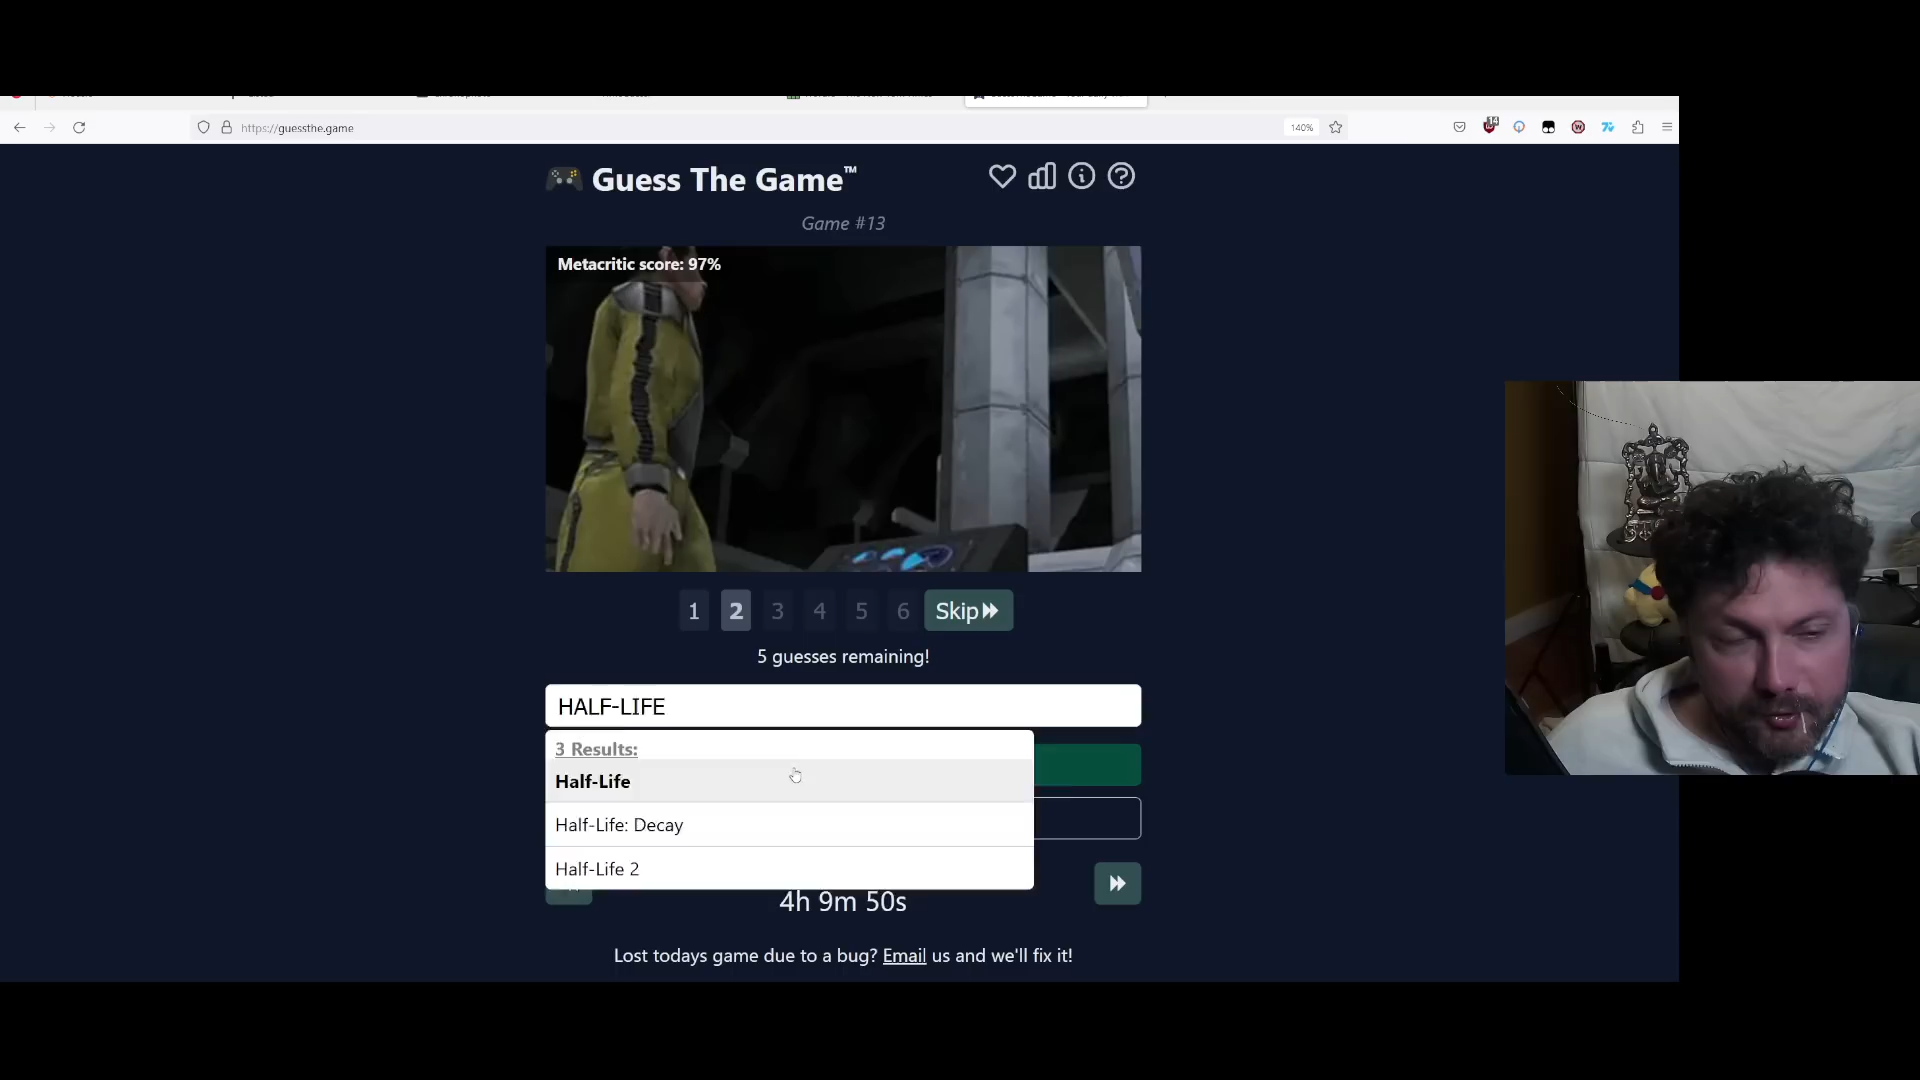 https://guessthe.game
140%
14
Guess The Game™
Game #13
Metacritic score: 97%
1 2 3 4 5 6 Skip
5 guesses remaining!
HALF-LIFE
3 Results:
Half-Life
Half-Life: Decay
Half-Life 2
4h 9m 50s
Lost todays game due to a bug? Email us and we'll fix it!